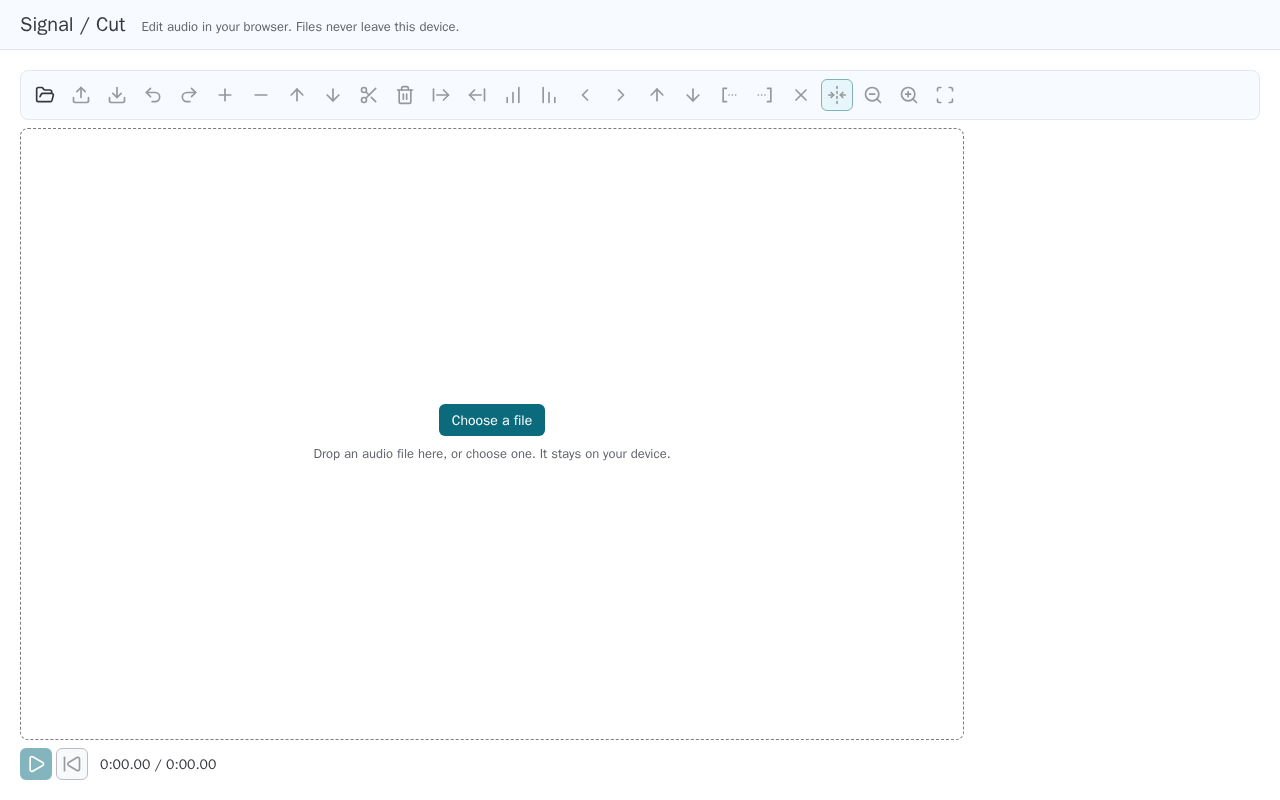 Signal / Cut
Edit audio in your browser. Files never leave this device.
Choose a file
Drop an audio file here, or choose one. It stays on your device.
0:00.00 / 0:00.00